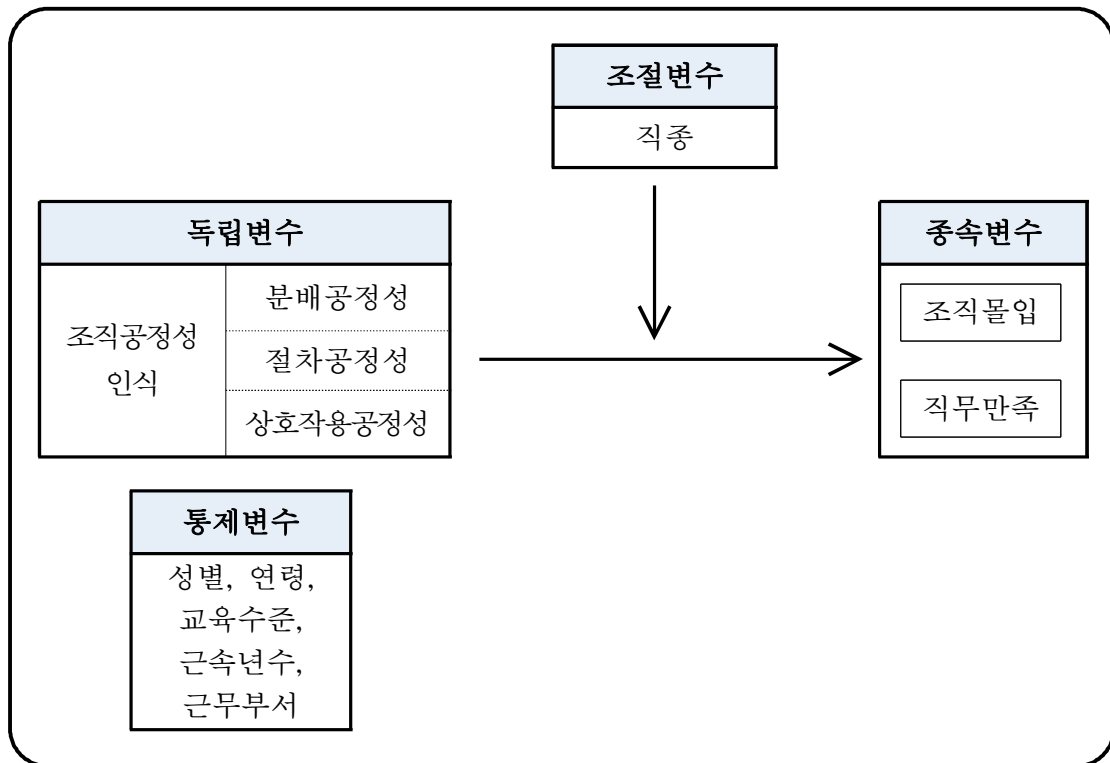 조절변수
직종
독립변수
조직공정성
인식
분배공정성
절차공정성
상호작용공정성
종속변수
조직몰입
직무만족
통제변수
성별, 연령,
교육수준,
근속년수,
근무부서